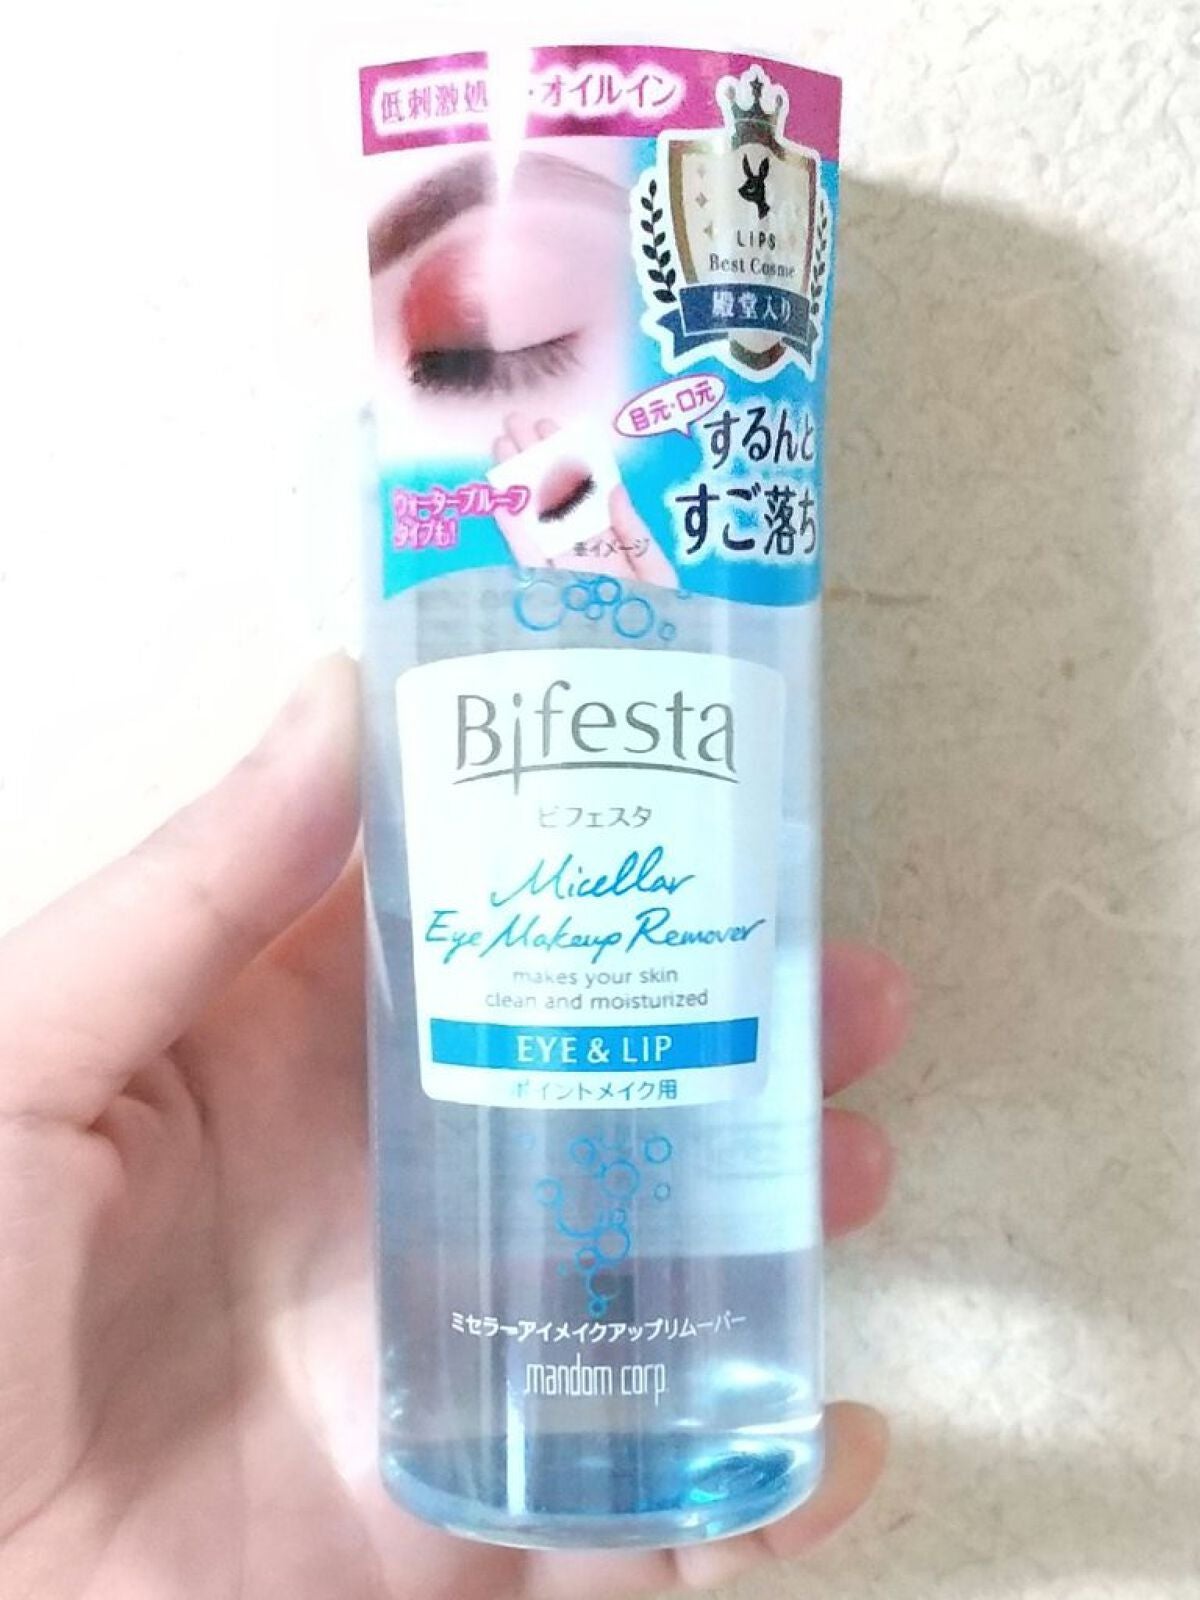 低刺激処 ・オイルイン
LIPS
Best Cosme
殿堂入り
目元・口元
するんと
すご落ち
ウォータープルーフ
タイプも!
※イメージ
Bifesta
ビフェスタ
Micellar
Eye Makeup Remover
makes your skin
clean and moisturized
EYE & LIP
ポイントメイク用
ミセラーアイメイクアップリムーバー
mandom corp